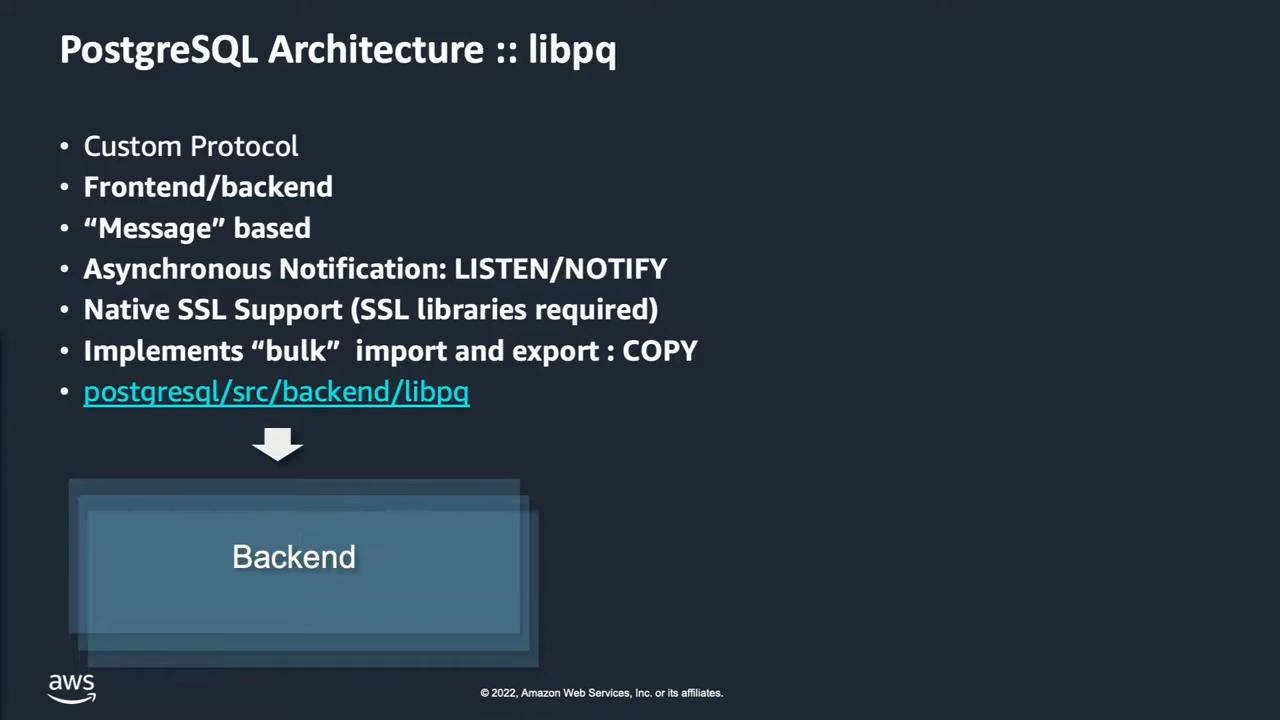 PostgreSQL Architecture :: libpq
• Custom Protocol
• Frontend/backend
• “Message” based
• Asynchronous Notification: LISTEN/NOTIFY
• Native SSL Support (SSL libraries required)
• Implements “bulk”  import and export : COPY
• postgresql/src/backend/libpq
Backend
aws
© 2022, Amazon Web Services, Inc. or its affiliates.